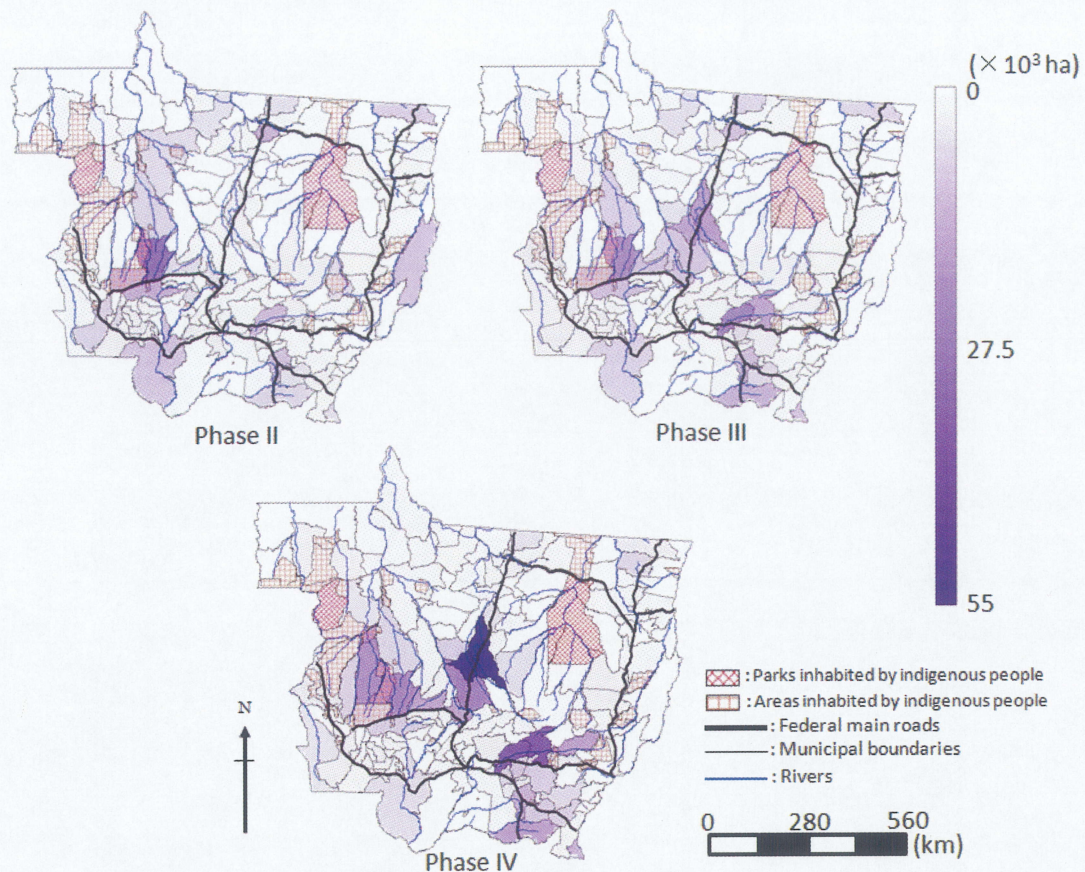 (× 10³ ha)
0
27.5
55
Phase II
Phase III
Phase IV
N
: Parks inhabited by indigenous people
: Areas inhabited by indigenous people
: Federal main roads
: Municipal boundaries
: Rivers
0 280 560
(km)